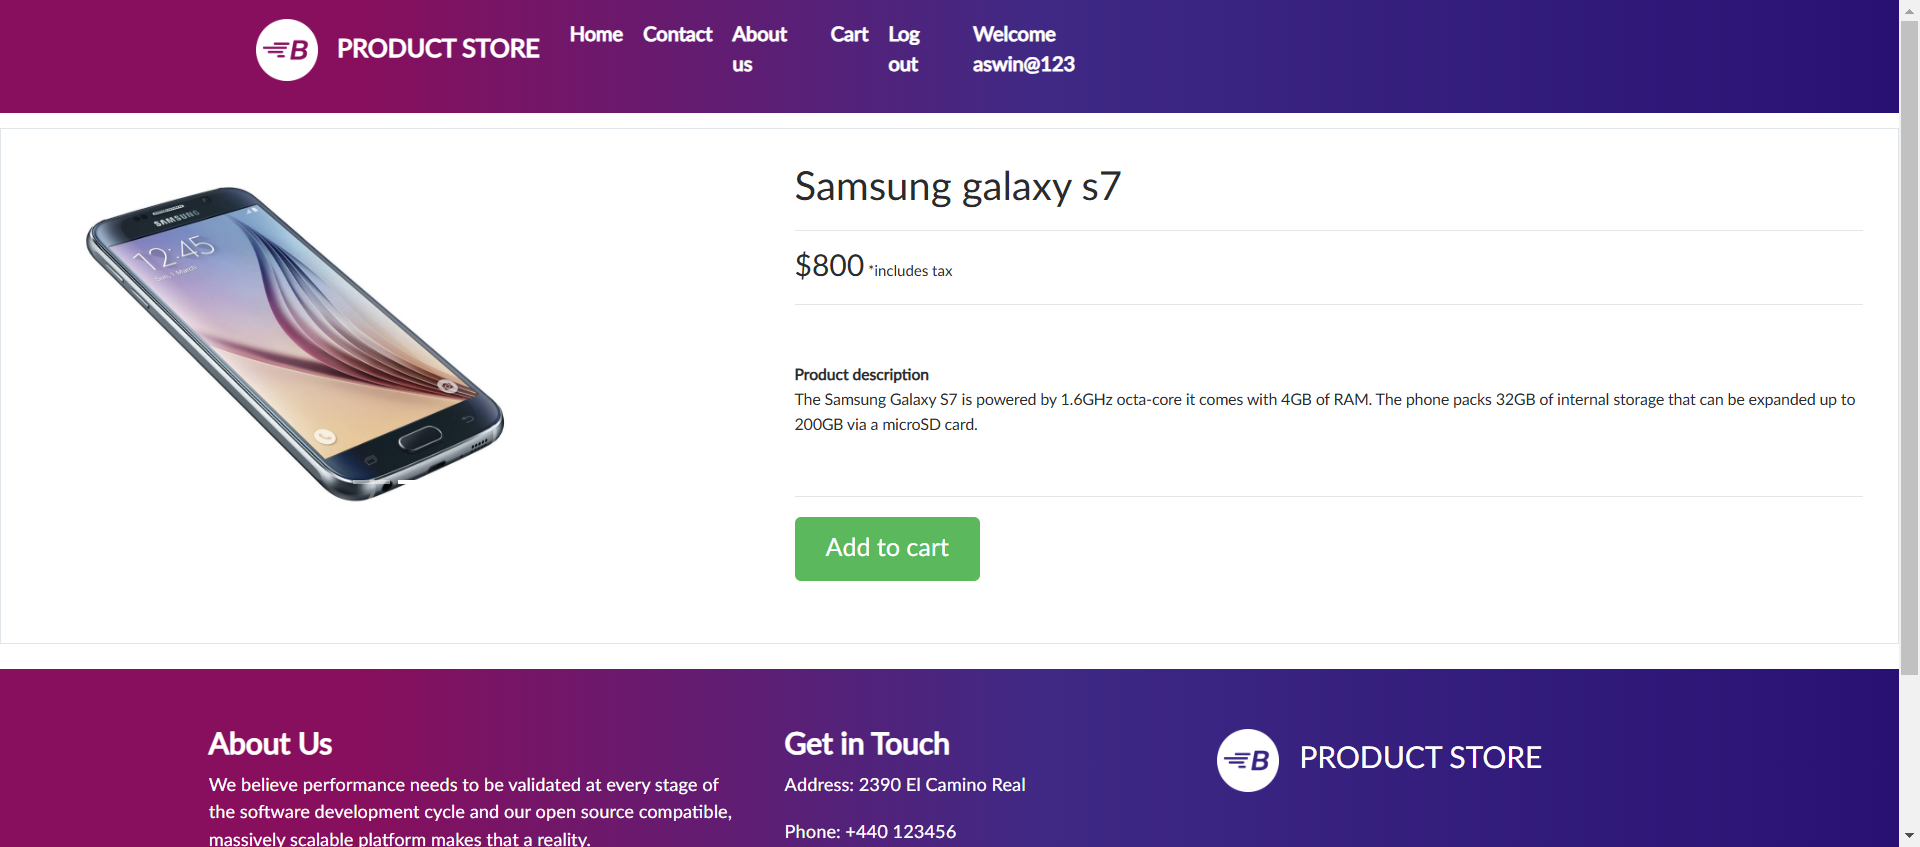 B PRODUCT STORE Home Contact About us Cart Log out Welcome aswin@123
SAMSUNG
12:45
Sun, 1 March
Samsung galaxy s7
$800 *includes tax
Product description
The Samsung Galaxy S7 is powered by 1.6GHz octa-core it comes with 4GB of RAM. The phone packs 32GB of internal storage that can be expanded up to
200GB via a microSD card.
Add to cart
About Us
We believe performance needs to be validated at every stage of
the software development cycle and our open source compatible,
massively scalable platform makes that a reality.
Get in Touch
Address: 2390 El Camino Real
Phone: +440 123456
B PRODUCT STORE